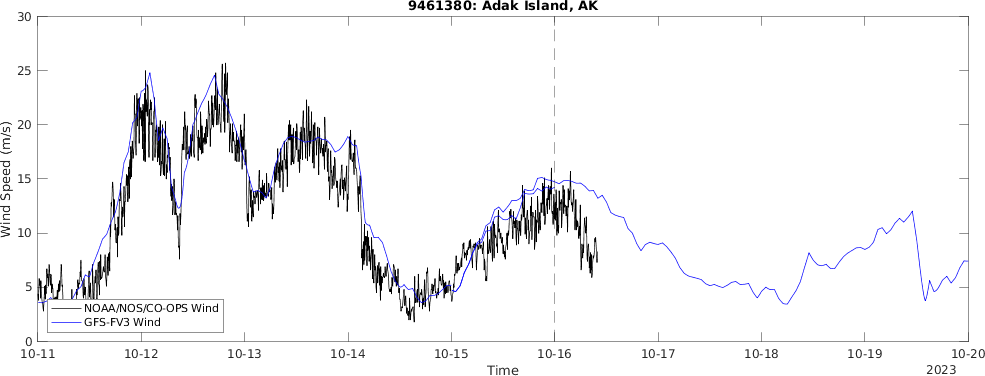 9461380: Adak Island, AK
Wind Speed (m/s)
30
25
20
15
10
5
0
NOAA/NOS/CO-OPS Wind
GFS-FV3 Wind
10-11 10-12 10-13 10-14 10-15 10-16 10-17 10-18 10-19 10-20
Time
2023